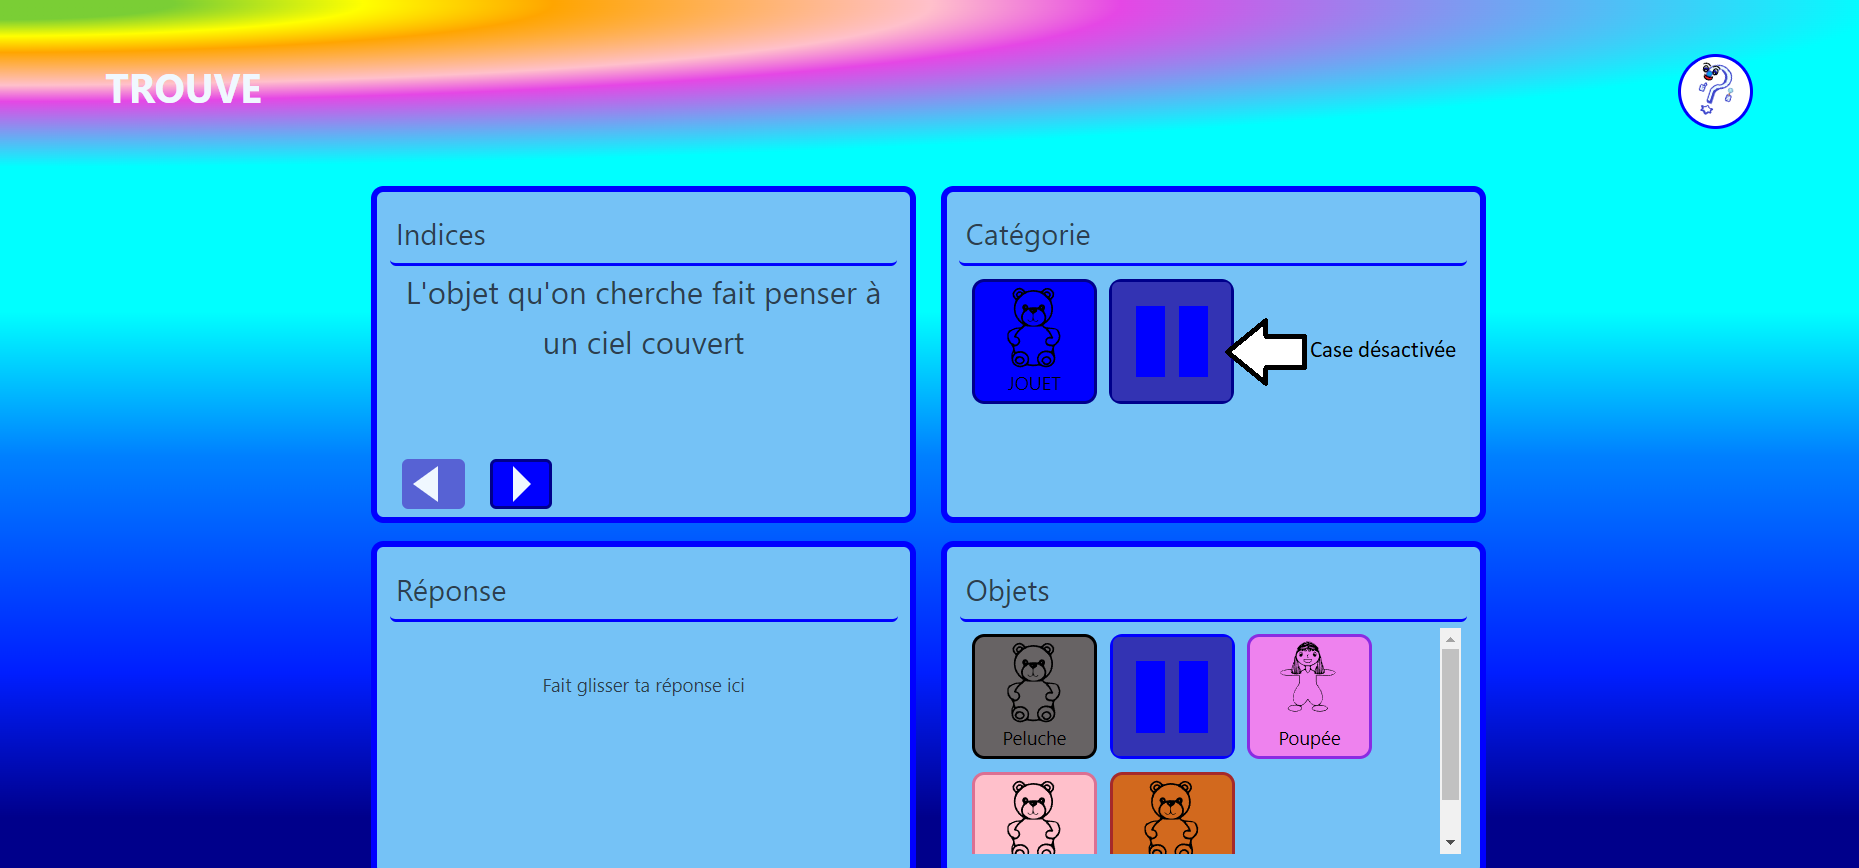 TROUVE
Indices
L'objet qu'on cherche fait penser à
un ciel couvert
Catégorie
JOUET
Case désactivée
Réponse
Fait glisser ta réponse ici
Objets
Peluche
Poupée